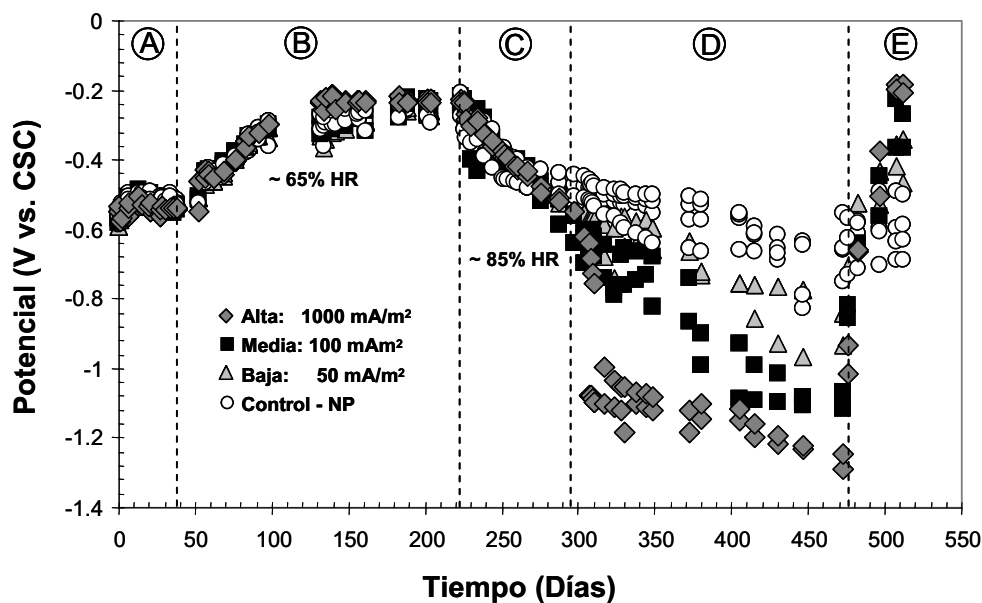 A B C D E
0
-0.2
-0.4
-0.6
-0.8
-1
-1.2
-1.4
Potencial (V vs. CSC)
~ 65% HR
~ 85% HR
Alta: 1000 mA/m²
Media: 100 mAm²
Baja: 50 mA/m²
Control - NP
0 50 100 150 200 250 300 350 400 450 500 550
Tiempo (Días)